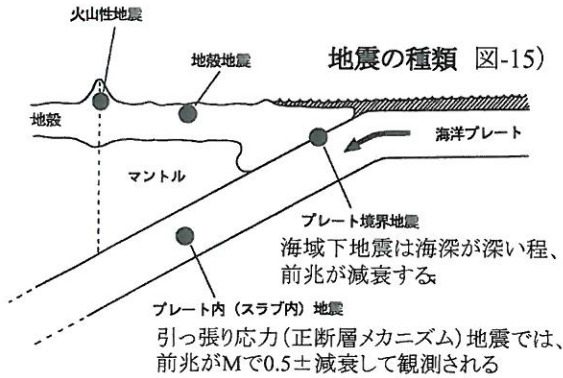 火山性地震
地殻地震
地震の種類 図-15)
地殻
海洋プレート
マントル
プレート境界地震
海域下地震は海深が深い程、
前兆が減衰する。
プレート内（スラブ内）地震
引っ張り応力（正断層メカニズム）地震では、
前兆がMで0.5±減衰して観測される